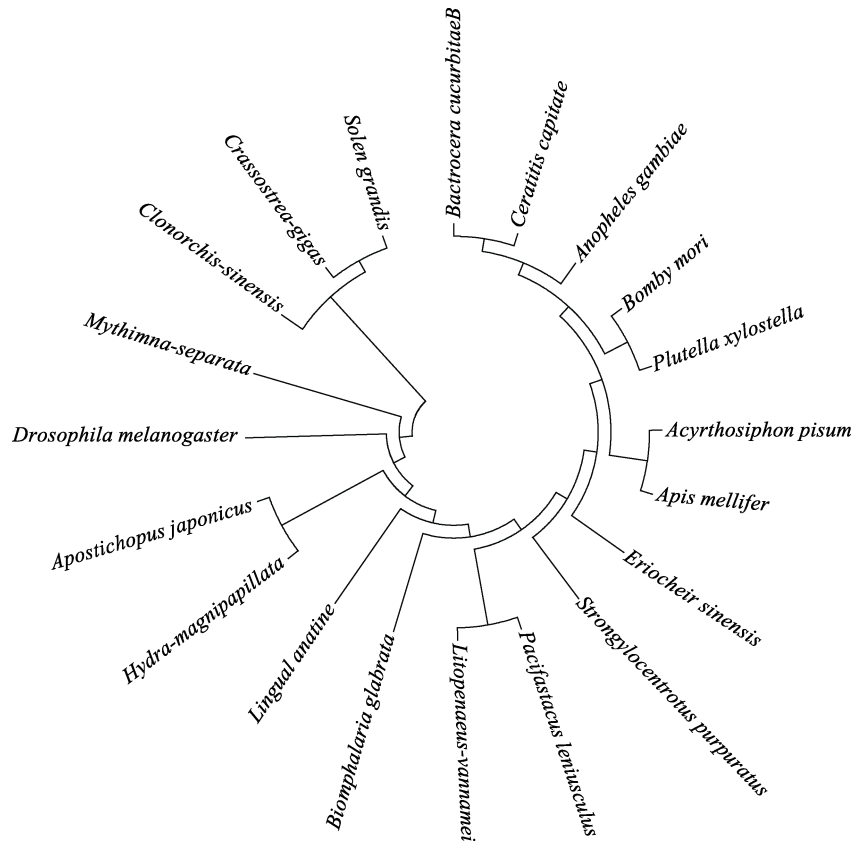 Bactrocera cucurbitaeB
Ceratitis capitate
Anopheles gambiae
Bomby mori
Plutella xylostella
Acyrthosiphon pisum
Apis mellifer
Eriocheir sinensis
Strongylocentrotus purpuratus
Pacifastacus leniusculus
Litopenaeus-vannamei
Biomphalaria glabrata
Lingual anatine
Hydra-magnipapillata
Apostichopus japonicus
Drosophila melanogaster
Mythimna-separata
Clonorchis-sinensis
Crassostrea-gigas
Solen grandis